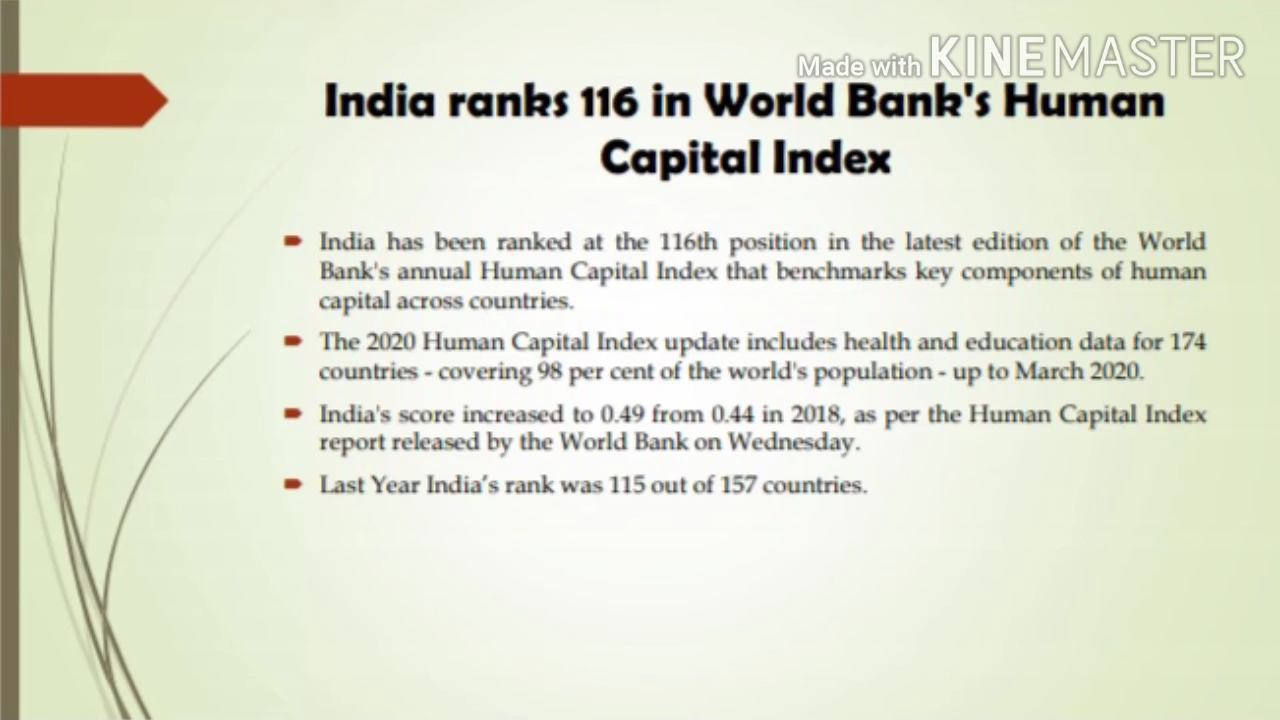 Made with KINEMASTER
India ranks 116 in World Bank's Human
Capital Index
India has been ranked at the 116th position in the latest edition of the World
Bank's annual Human Capital Index that benchmarks key components of human
capital across countries.
The 2020 Human Capital Index update includes health and education data for 174
countries - covering 98 per cent of the world's population - up to March 2020.
India's score increased to 0.49 from 0.44 in 2018, as per the Human Capital Index
report released by the World Bank on Wednesday.
Last Year India’s rank was 115 out of 157 countries.